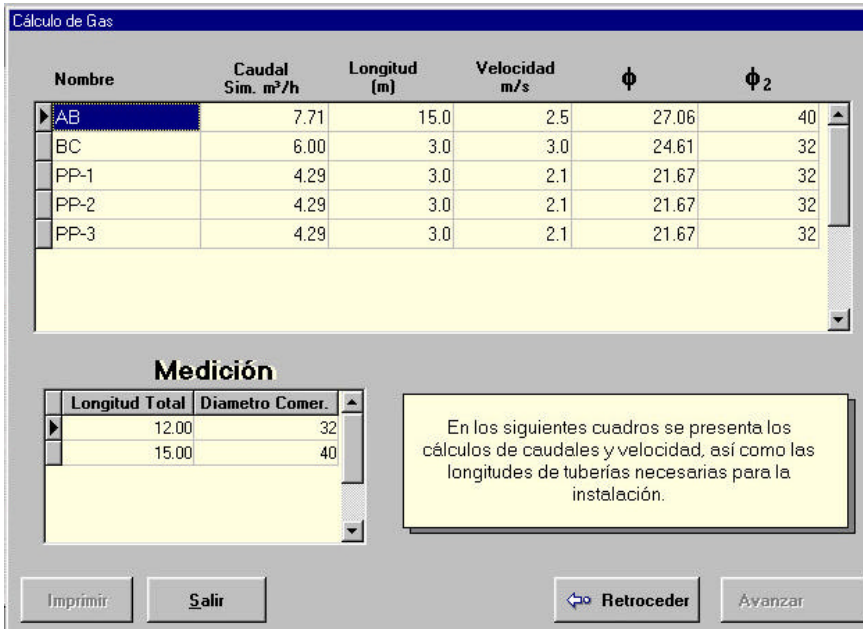 Cálculo de Gas
Nombre Caudal Sim. m³/h Longitud (m) Velocidad m/s ϕ ϕ₂
AB 7.71 15.0 2.5 27.06 40
BC 6.00 3.0 3.0 24.61 32
PP-1 4.29 3.0 2.1 21.67 32
PP-2 4.29 3.0 2.1 21.67 32
PP-3 4.29 3.0 2.1 21.67 32
Medición
Longitud Total Diametro Comer.
12.00 32
15.00 40
En los siguientes cuadros se presenta los
cálculos de caudales y velocidad, así como las
longitudes de tuberías necesarias para la
instalación.
Imprimir Salir Retroceder Avanzar